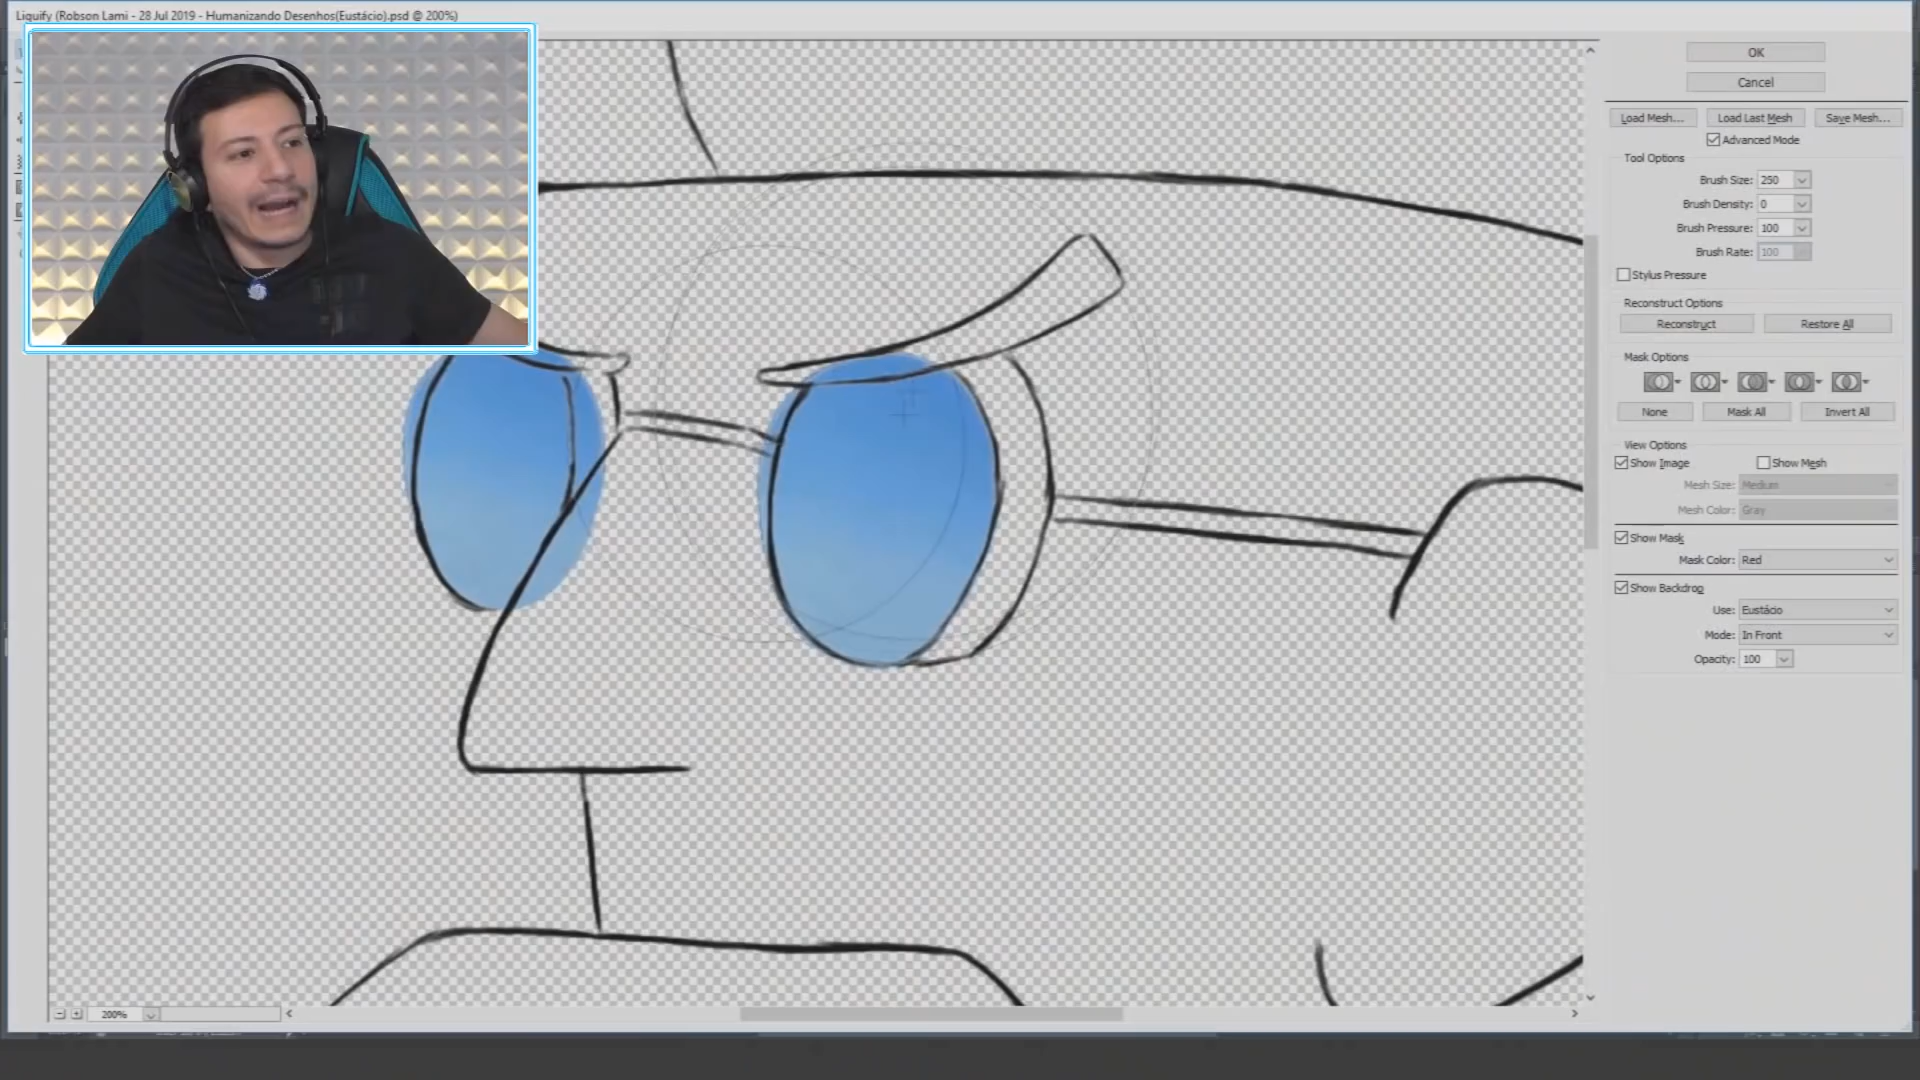 Liquify (Robson Lami - 28 Jul 2019 - Humanizando Desenhos(Eustácio).psd @ 200%)
OK
Cancel
Load Mesh... Load Last Mesh Save Mesh...
Advanced Mode
Tool Options
Brush Size: 250
Brush Density: 0
Brush Pressure: 100
Brush Rate: 100
Stylus Pressure
Reconstruct Options
Reconstruct Restore All
Mask Options
None Mask All Invert All
View Options
Show Image Show Mesh
Mesh Size: Medium
Mesh Color: Gray
Show Mask
Mask Color: Red
Show Backdrop
Use: Eustácio
Mode: In Front
Opacity: 100
200%